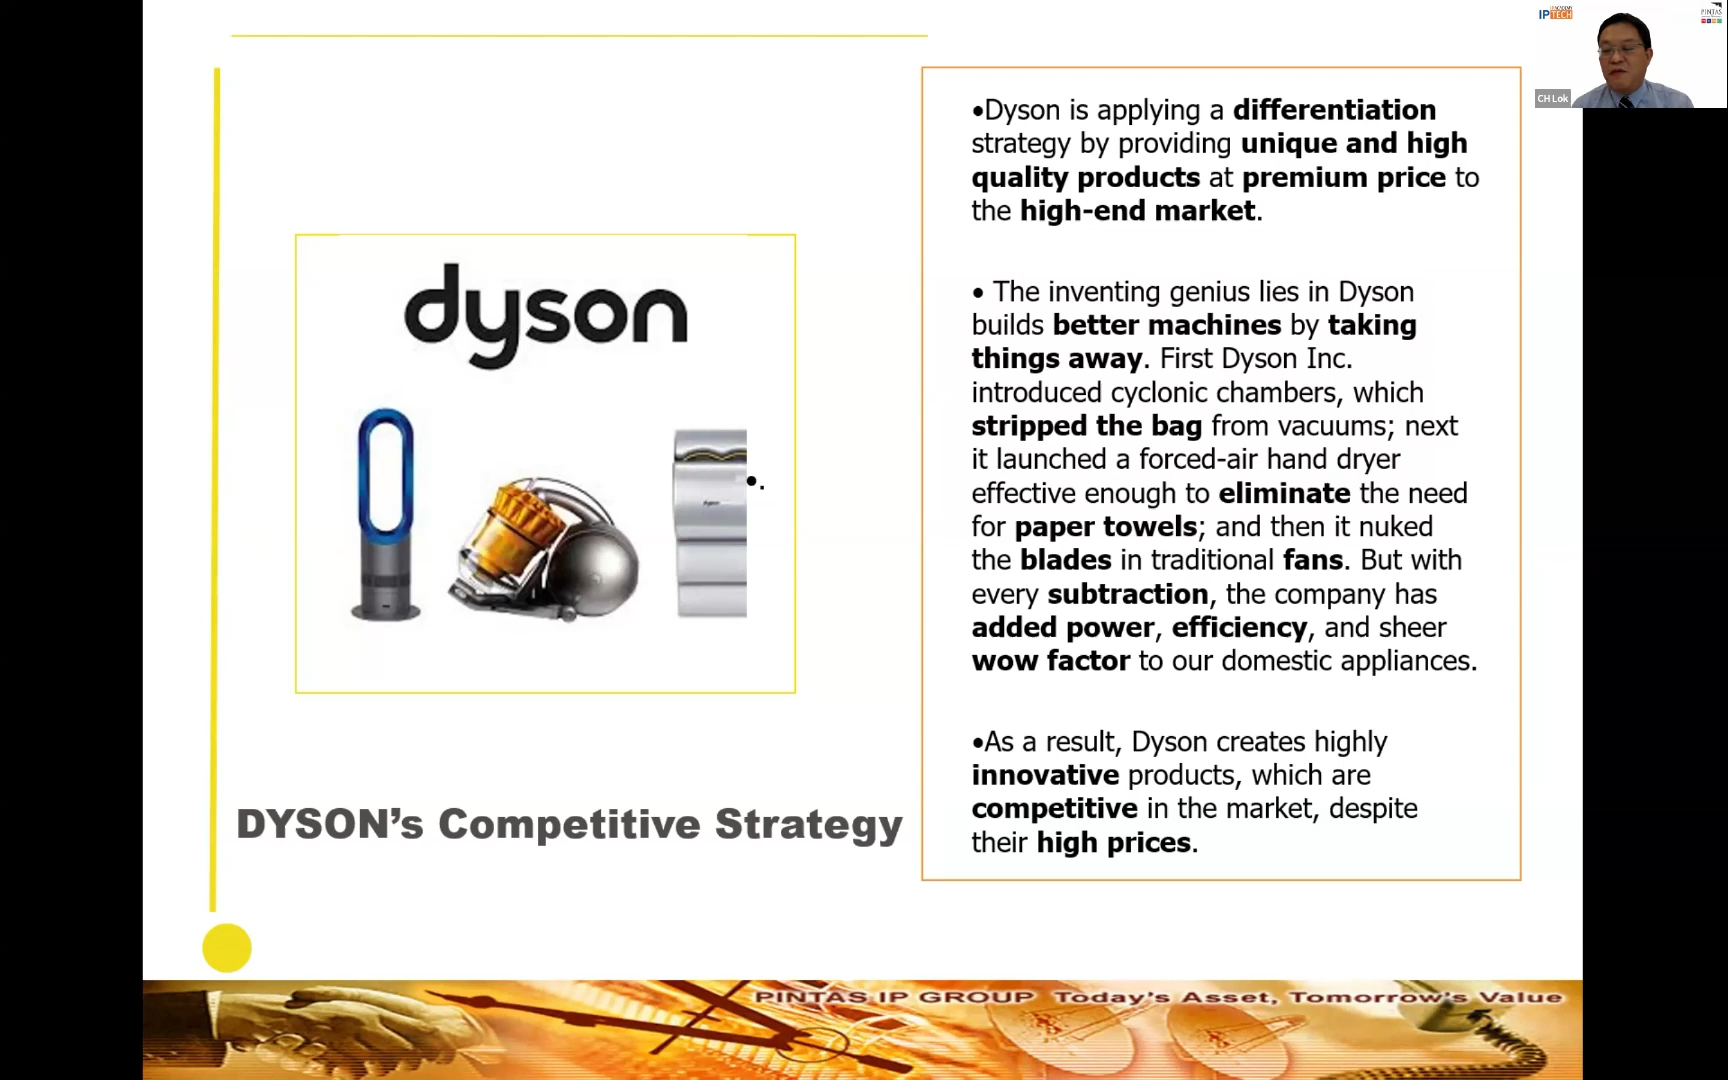 IP ACADEMY
IPTECH
PINTAS
CH Lok
•Dyson is applying a differentiation
strategy by providing unique and high
quality products at premium price to
the high-end market.
• The inventing genius lies in Dyson
builds better machines by taking
things away. First Dyson Inc.
introduced cyclonic chambers, which
stripped the bag from vacuums; next
it launched a forced-air hand dryer
effective enough to eliminate the need
for paper towels; and then it nuked
the blades in traditional fans. But with
every subtraction, the company has
added power, efficiency, and sheer
wow factor to our domestic appliances.
•As a result, Dyson creates highly
innovative products, which are
competitive in the market, despite
their high prices.
dyson
•.
DYSON's Competitive Strategy
PINTAS IP GROUP Today's Asset, Tomorrow's Value